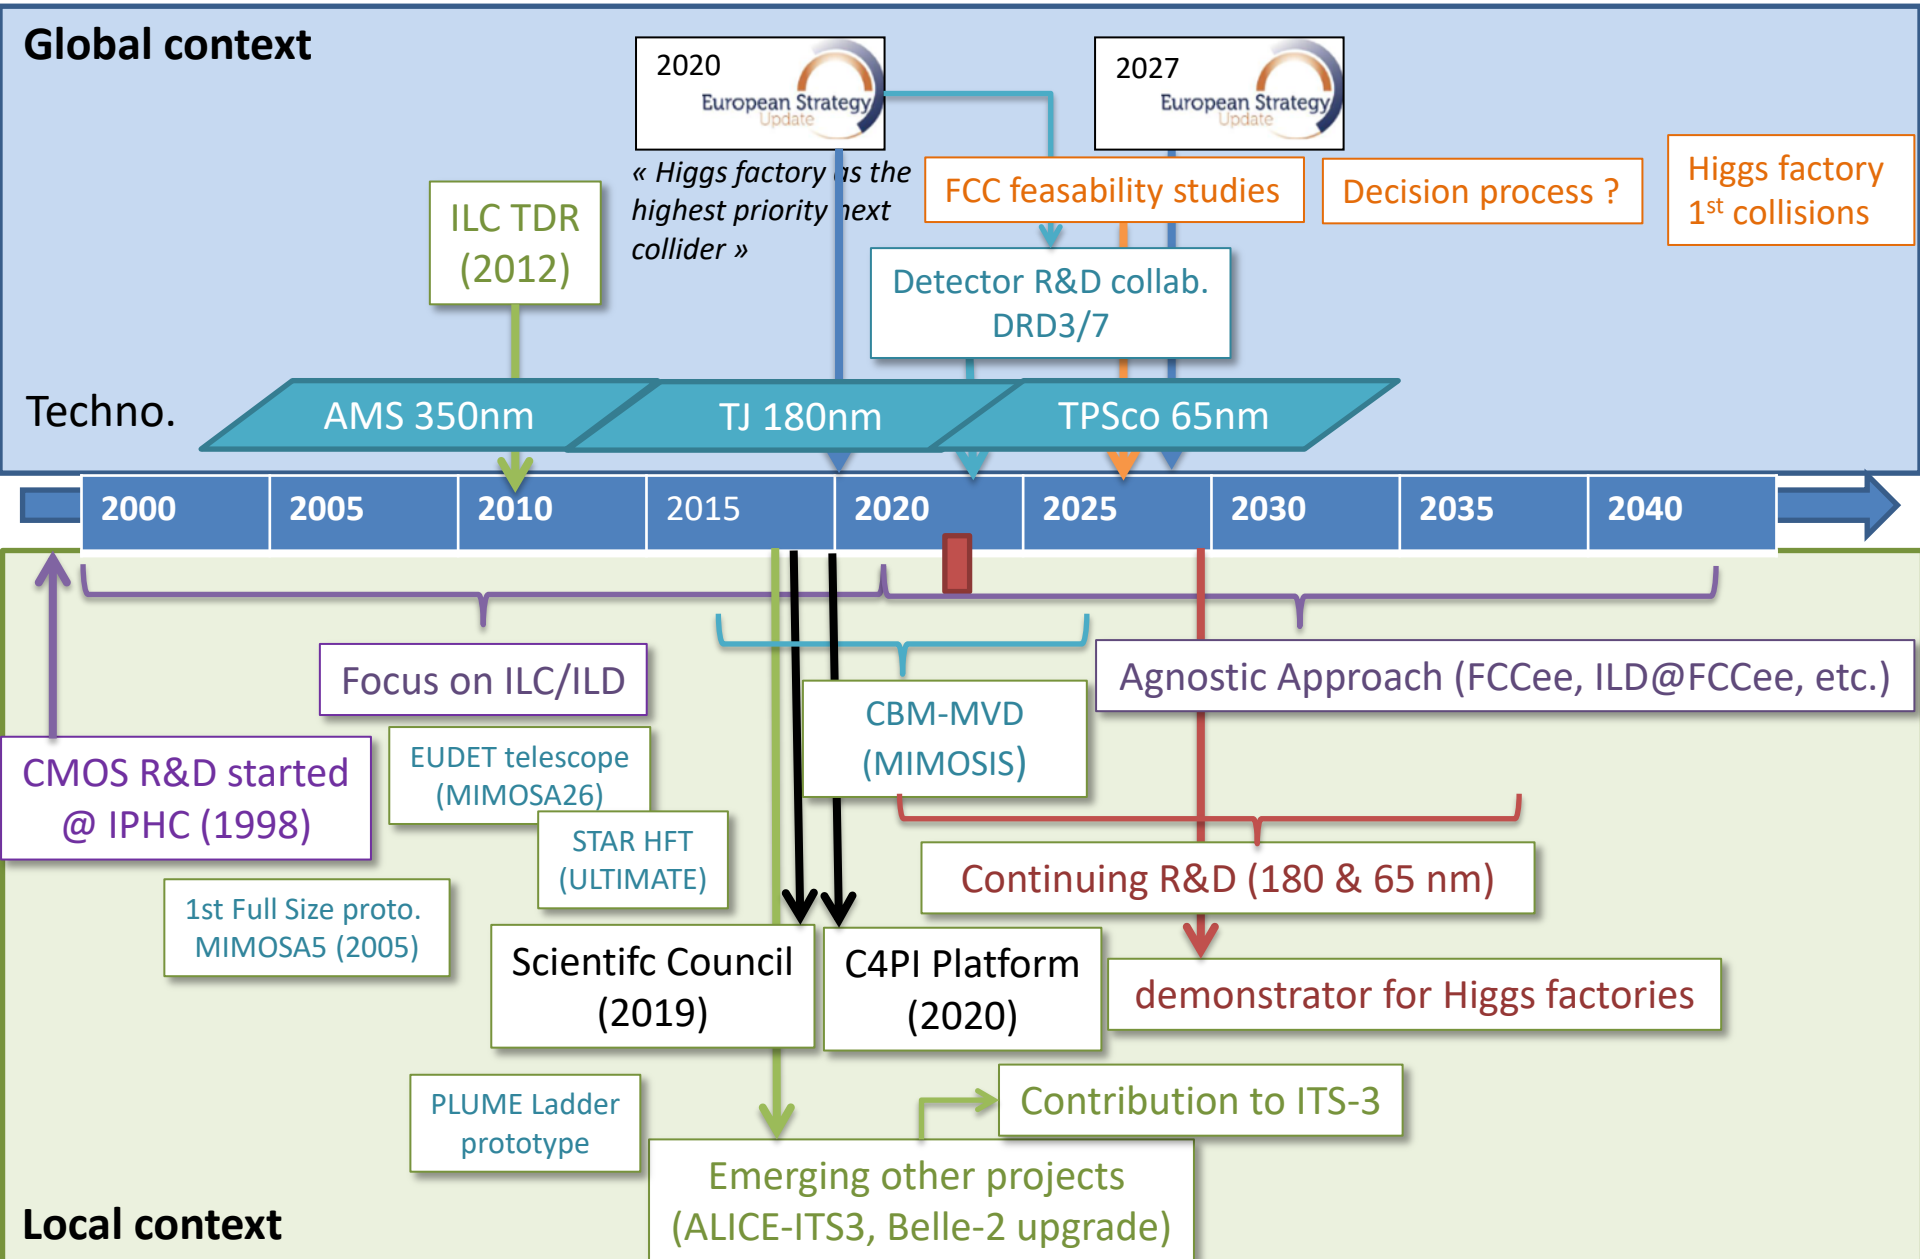 Global context
2020
European Strategy
Update
2027
European Strategy
Update
« Higgs factory as the
highest priority next
collider »
ILC TDR
(2012)
FCC feasability studies
Decision process ?
Higgs factory
1st collisions
Detector R&D collab.
DRD3/7
Techno.
AMS 350nm
TJ 180nm
TPSco 65nm
2000
2005
2010
2015
2020
2025
2030
2035
2040
Focus on ILC/ILD
Agnostic Approach (FCCee, ILD@FCCee, etc.)
CBM-MVD
(MIMOSIS)
CMOS R&D started
@ IPHC (1998)
EUDET telescope
(MIMOSA26)
STAR HFT
(ULTIMATE)
Continuing R&D (180 & 65 nm)
1st Full Size proto.
MIMOSA5 (2005)
Scientifc Council
(2019)
C4PI Platform
(2020)
demonstrator for Higgs factories
PLUME Ladder
prototype
Contribution to ITS-3
Emerging other projects
(ALICE-ITS3, Belle-2 upgrade)
Local context